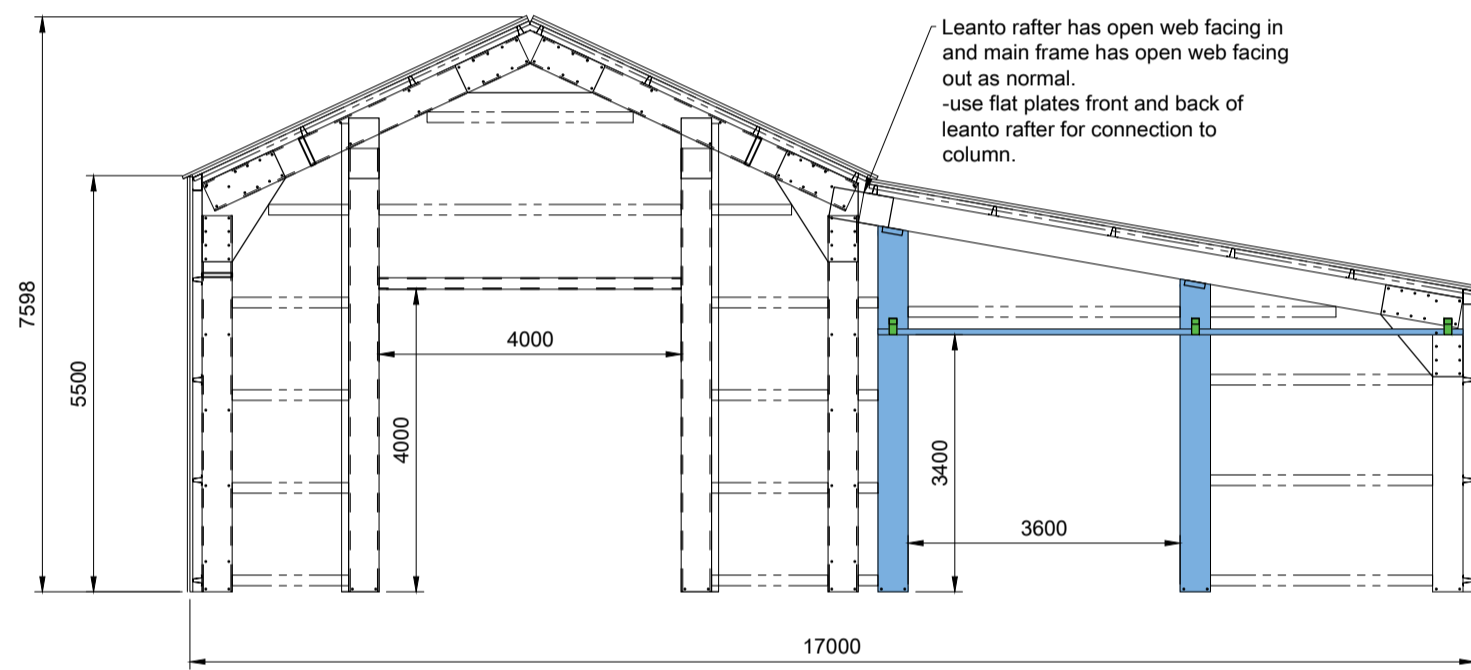 Leanto rafter has open web facing in
and main frame has open web facing
out as normal.
-use flat plates front and back of
leanto rafter for connection to
column.
7598
5500
4000
4000
3400
3600
17000